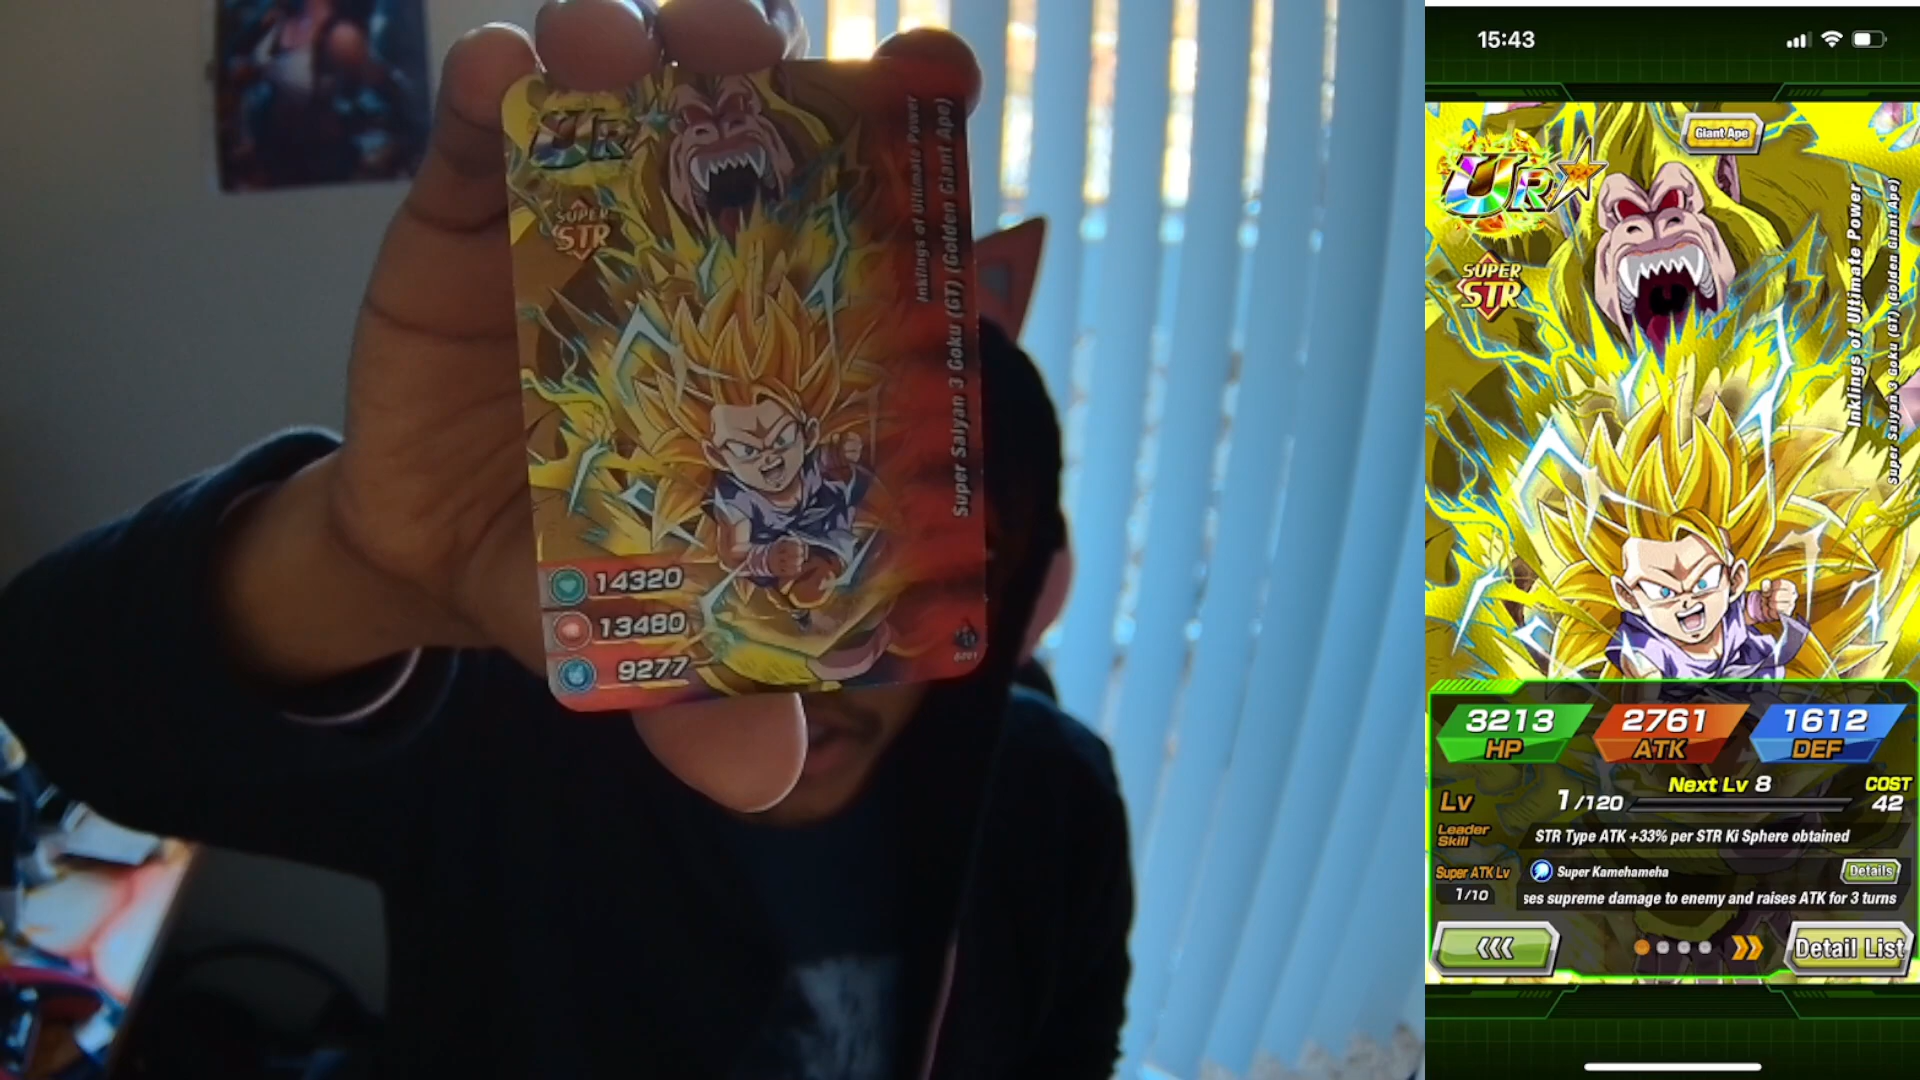 UR
SUPER
STR
Inklings of Ultimate Power
Super Saiyan 3 Goku (GT) (Golden Giant Ape)
14320
13480
9277
15:43
Giant Ape
UR
SUPER
STR
Inklings of Ultimate Power
Super Saiyan 3 Goku (GT) (Golden Giant Ape)
3213
HP
2761
ATK
1612
DEF
Next Lv 8
COST
42
Lv
1/120
Leader
Skill
STR Type ATK +33% per STR Ki Sphere obtained
Super ATK Lv
1/10
Super Kamehameha
Details
ses supreme damage to enemy and raises ATK for 3 turns
Detail List